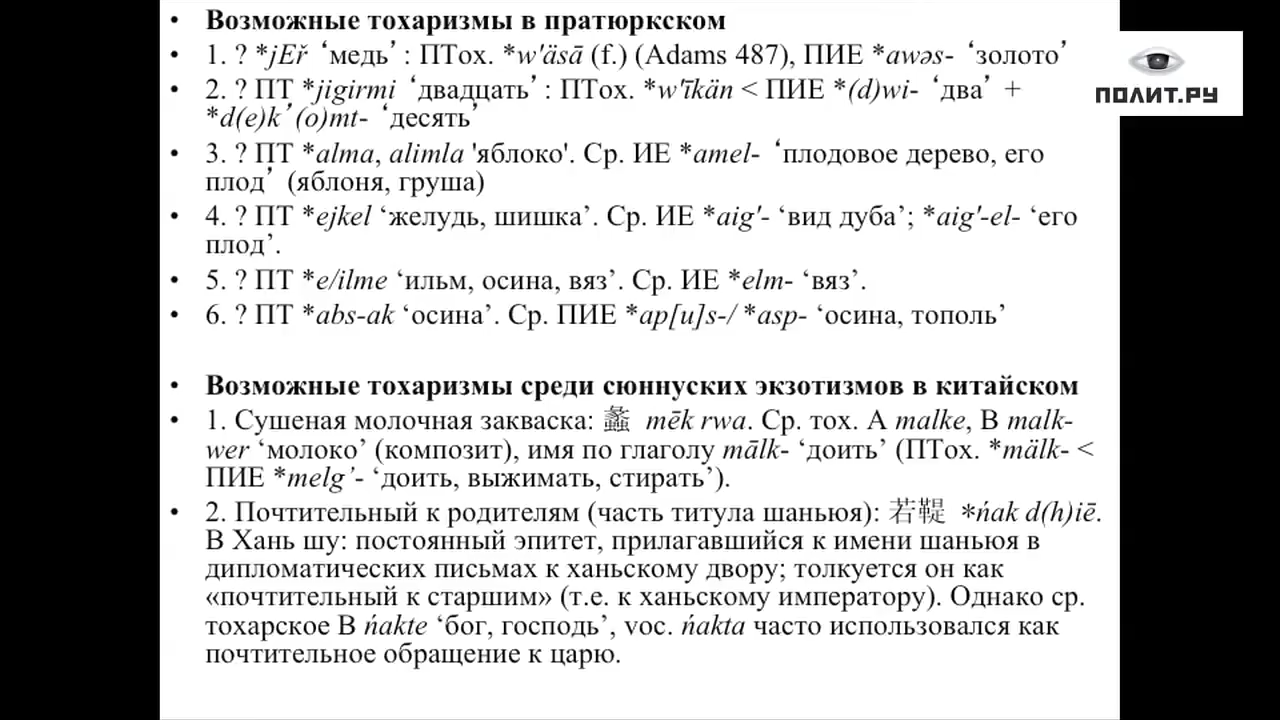 • Возможные тохаризмы в пратюркском
• 1. ? *jEř ‘медь’ : ПТох. *w'äsā (f.) (Adams 487), ПИЕ *awəs- ‘золото’
• 2. ? ПТ *jigirmi ‘двадцать’ : ПТох. *w'īkän < ПИЕ *(d)wi- ‘два’ +
*d(e)k’(o)mt- ‘десять’
• 3. ? ПТ *alma, alimla 'яблоко'. Ср. ИЕ *amel- ‘плодовое дерево, его
плод’ (яблоня, груша)
• 4. ? ПТ *ejkel ‘желудь, шишка’. Ср. ИЕ *aig'- ‘вид дуба’; *aig'-el- ‘его
плод’.
• 5. ? ПТ *e/ilme ‘ильм, осина, вяз’. Ср. ИЕ *elm- ‘вяз’.
• 6. ? ПТ *abs-ak ‘осина’. Ср. ПИЕ *ap[u]s-/ *asp- ‘осина, тополь’
• Возможные тохаризмы среди сюннуских экзотизмов в китайском
• 1. Сушеная молочная закваска: mēk rwa. Ср. тох. А malke, В malk-
wer ‘молоко’ (композит), имя по глаголу mālk- ‘доить’ (ПТох. *mälk- <
ПИЕ *melg’- ‘доить, выжимать, стирать’).
• 2. Почтительный к родителям (часть титула шаньюя): 若鞮 *ńak d(h)iē.
В Хань шу: постоянный эпитет, прилагавшийся к имени шаньюя в
дипломатических письмах к ханьскому двору; толкуется он как
«почтительный к старшим» (т.е. к ханьскому императору). Однако ср.
тохарское В ńakte ‘бог, господь’, voc. ńakta часто использовался как
почтительное обращение к царю.
ПОЛИТ.РУ